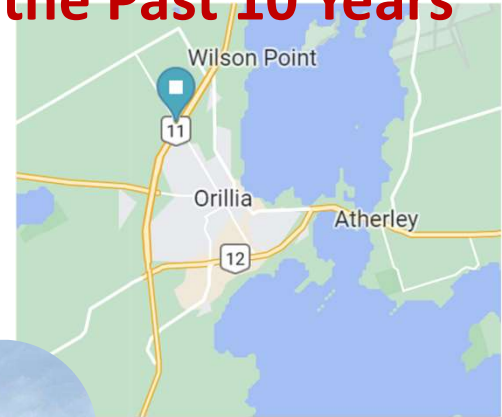 the Past 10 Years
Wilson Point
11
Orillia
Atherley
12